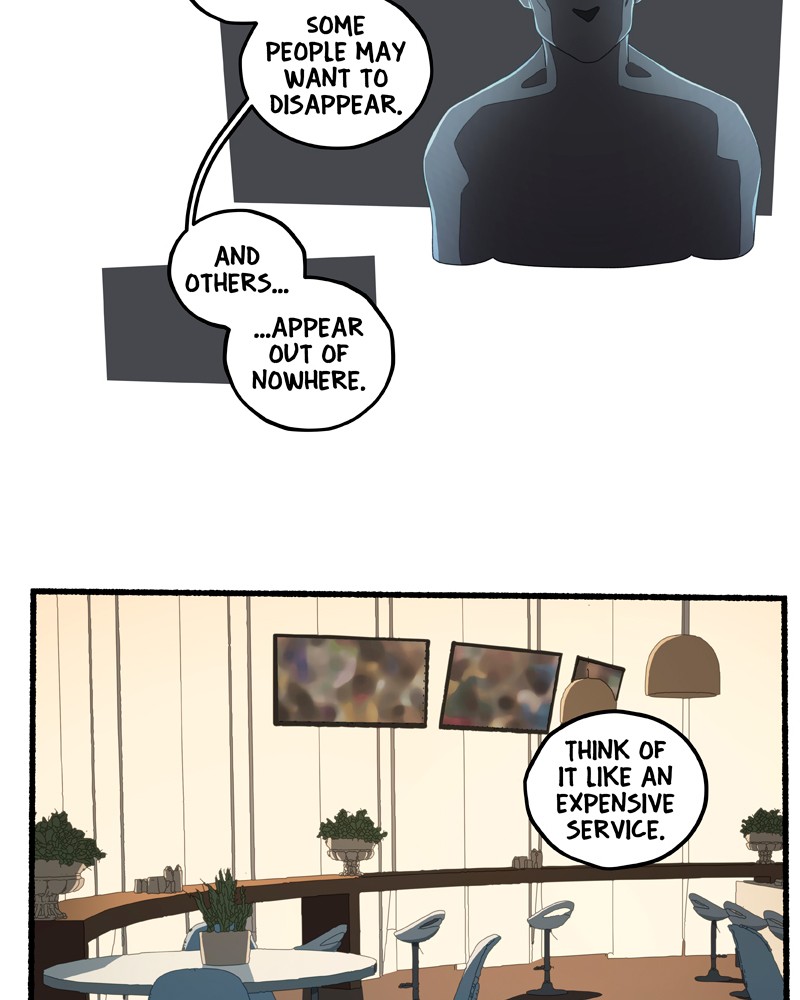 SOME
PEOPLE MAY
WANT TO
DISAPPEAR.
AND
OTHERS...
...APPEAR
OUT OF
NOWHERE.
THINK OF
IT LIKE AN
EXPENSIVE
SERVICE.